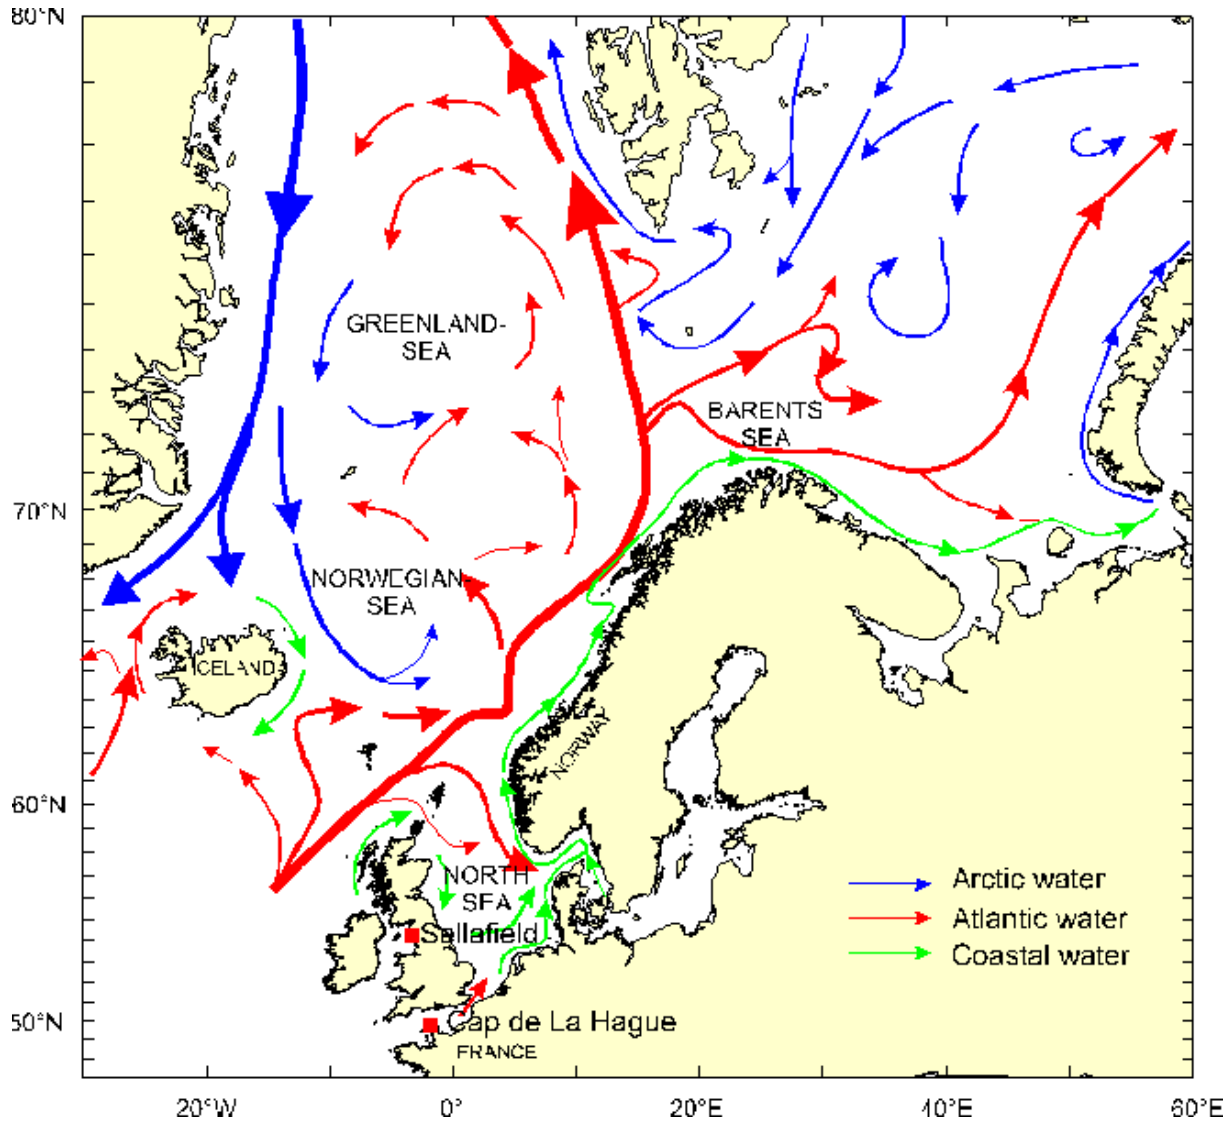 80°N
GREENLAND-
SEA
BARENTS
SEA
70°N
NORWEGIAN-
SEA
ICELAND
NORWAY
60°N
NORTH
SEA
Arctic water
Atlantic water
Coastal water
Sellafield
50°N
Cap de La Hague
FRANCE
20°W
0°
20°E
40°E
60°E